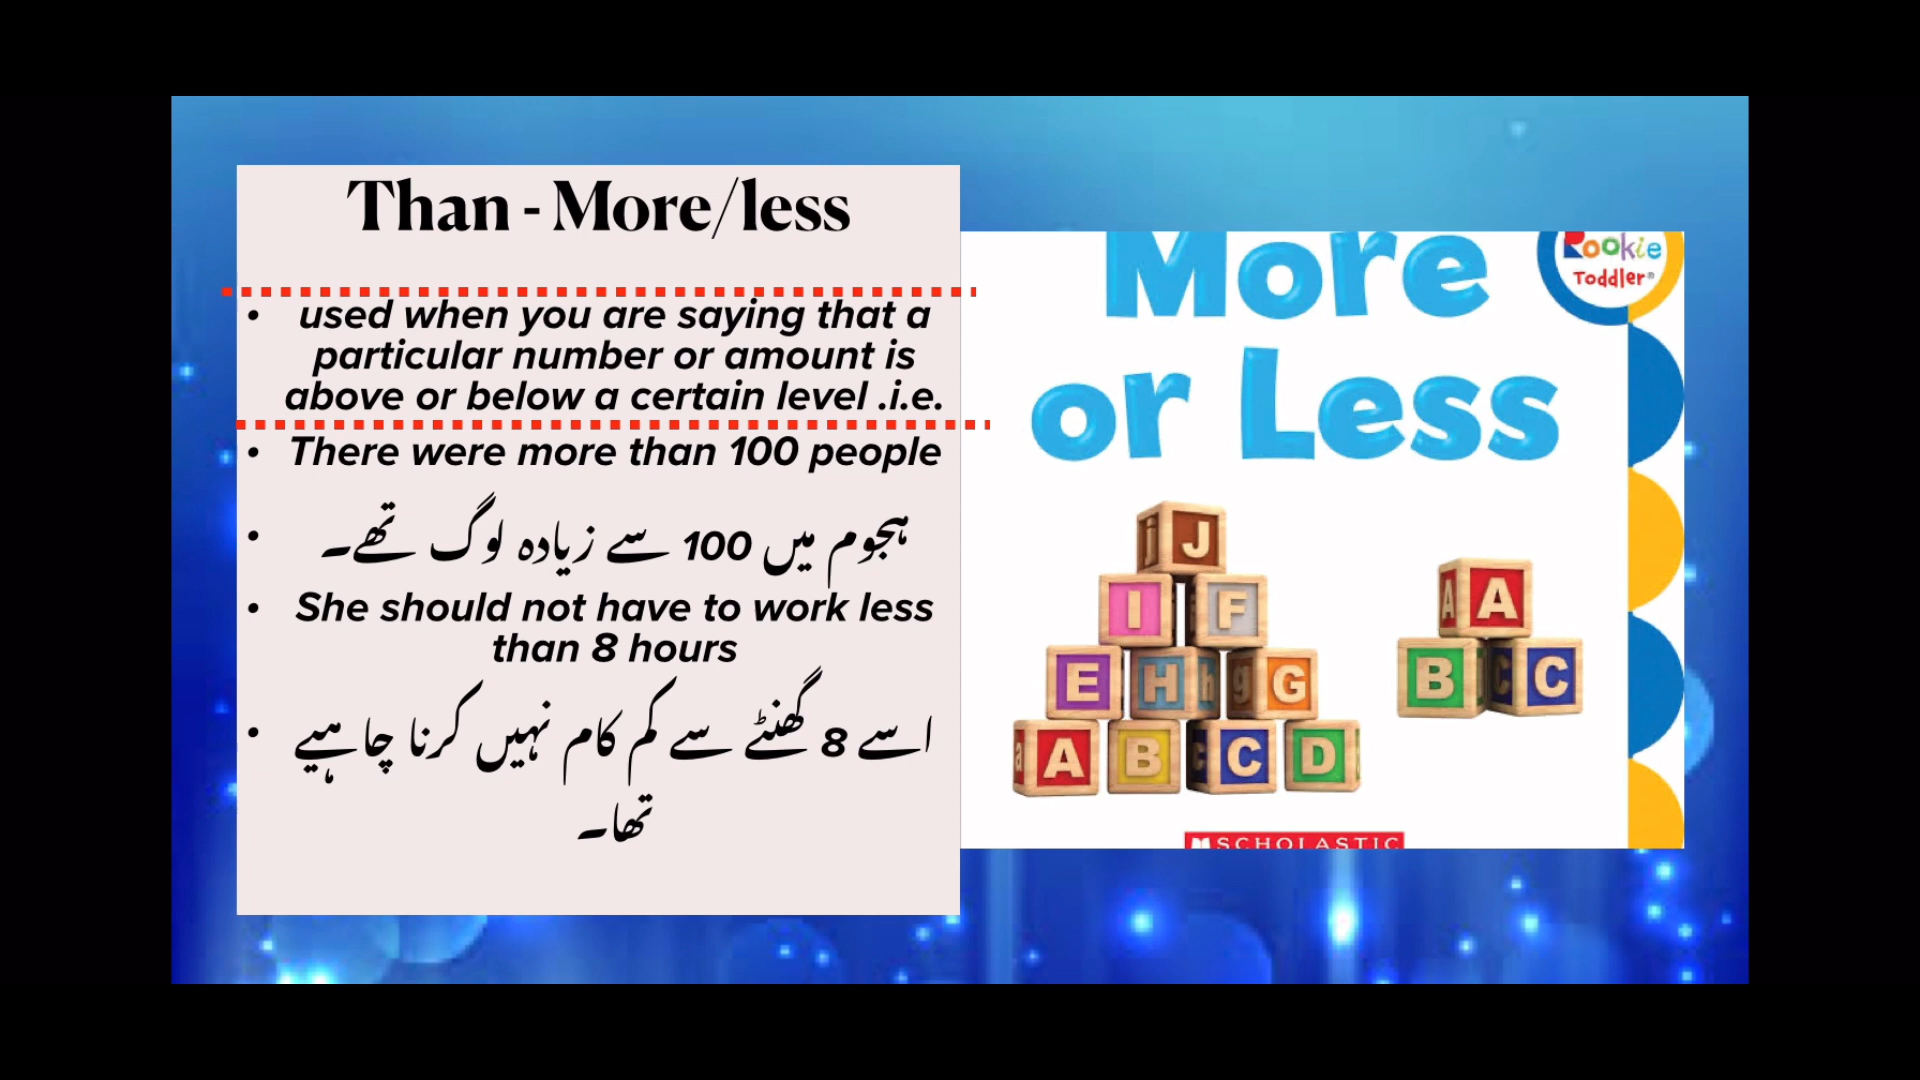 Than - More/less
• used when you are saying that a
particular number or amount is
above or below a certain level .i.e.
• There were more than 100 people
• ہجوم میں 100 سے زیادہ لوگ تھے۔
• She should not have to work less
than 8 hours
• اسے 8 گھنٹے سے کم کام نہیں کرنا چاہیے
تھا۔
More
or Less
Rookie
Toddler®
J
I F
E H h g G
a A B C C D
A A
B C C
SCHOLASTIC